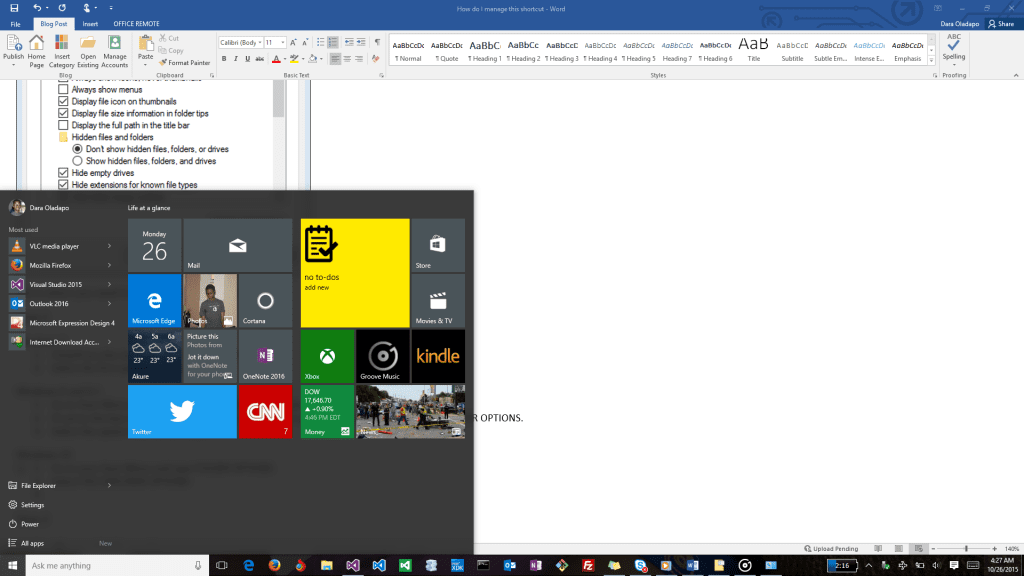 How do I manage this shortcut - Word
File
Blog Post
Insert
OFFICE REMOTE
Dara Oladapo
Share
Publish
Home Page
Insert Category
Open Existing
Manage Accounts
Blog
Paste
Cut
Copy
Format Painter
Clipboard
Calibri (Body
11
B I U abc
Basic Text
AaBbCcDc
AaBbCcDc
AaBbC
AaBbCc
AaBbCcD
AaBbCcDc
AaBbCcDc
AaBbCcDc
AaBbCcDc
AaB
AaBbCcD
AaBbCcDc
AaBbCcDc
AaBbCcDc
¶ Normal
¶ Quote
¶ Heading 1
¶ Heading 2
¶ Heading 3
¶ Heading 4
¶ Heading 5
¶ Heading 6
Heading 7
¶ Heading 8
Title
Subtitle
Subtle Em...
Intense E...
Emphasis
Styles
ABC
Spelling
Proofing
Always show menus
Display file icon on thumbnails
Display file size information in folder tips
Display the full path in the title bar
Hidden files and folders
Don't show hidden files, folders, or drives
Show hidden files, folders, and drives
Hide empty drives
Hide extensions for known file types
Dara Oladapo
Most used
VLC media player
Mozilla Firefox
Visual Studio 2015
Outlook 2016
Microsoft Expression Design 4
Internet Download Acc...
File Explorer
Settings
Power
All apps
New
Life at a glance
Monday
26
Mail
Microsoft Edge
Photos
Cortana
4a 5a 6a
23° 23° 23°
Akure
Picture this
Photos from
Jot it down
with OneNote
for your phone
OneNote 2016
Twitter
CNN
7
no to-dos
add new
Store
Movies & TV
Xbox
Groove Music
kindle
DOW
17,646.70
▲ +0.90%
4:49 PM EDT
Money
News
R OPTIONS.
Upload Pending
140%
Ask me anything
2:16
4:27 AM
10/26/2015